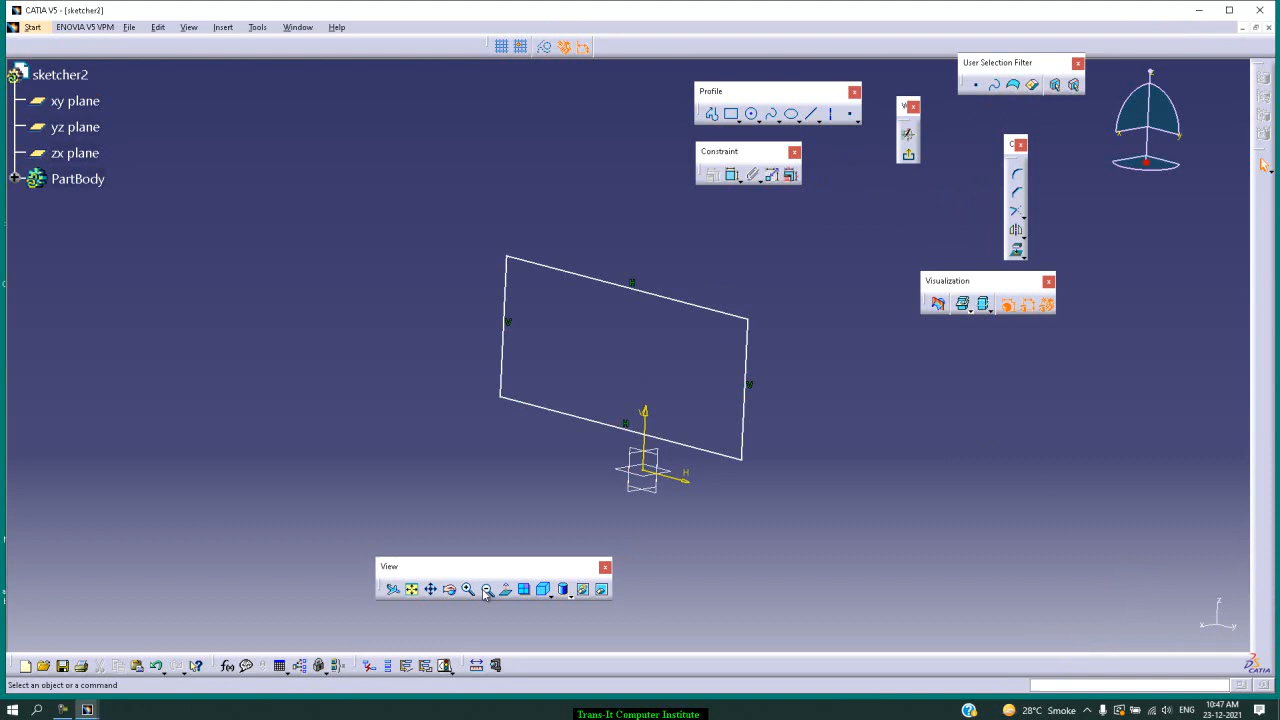 CATIA V5 - [sketcher2]
Start ENOVIA V5 VPM File Edit View Insert Tools Window Help
User Selection Filter
sketcher2
Profile
xy plane
yz plane
Constraint
zx plane
PartBody
Visualization
H
V
V
H
V
H
View
z
x y
CATIA
Select an object or a command
28°C Smoke
10:47 AM
23-12-2021
Trans-It Computer Institute